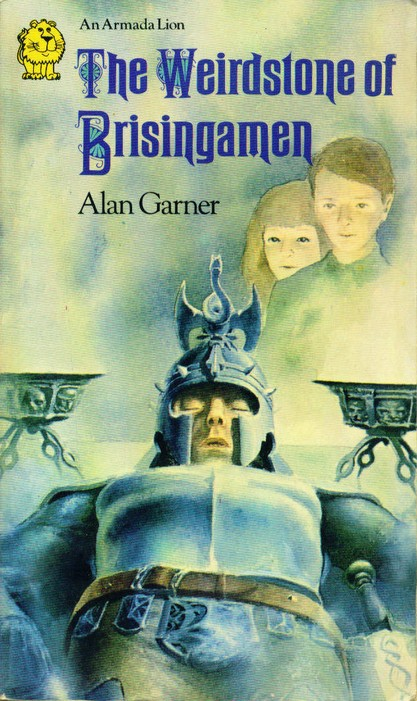 An Armada Lion
The Weirdstone of
Brisingamen
Alan Garner